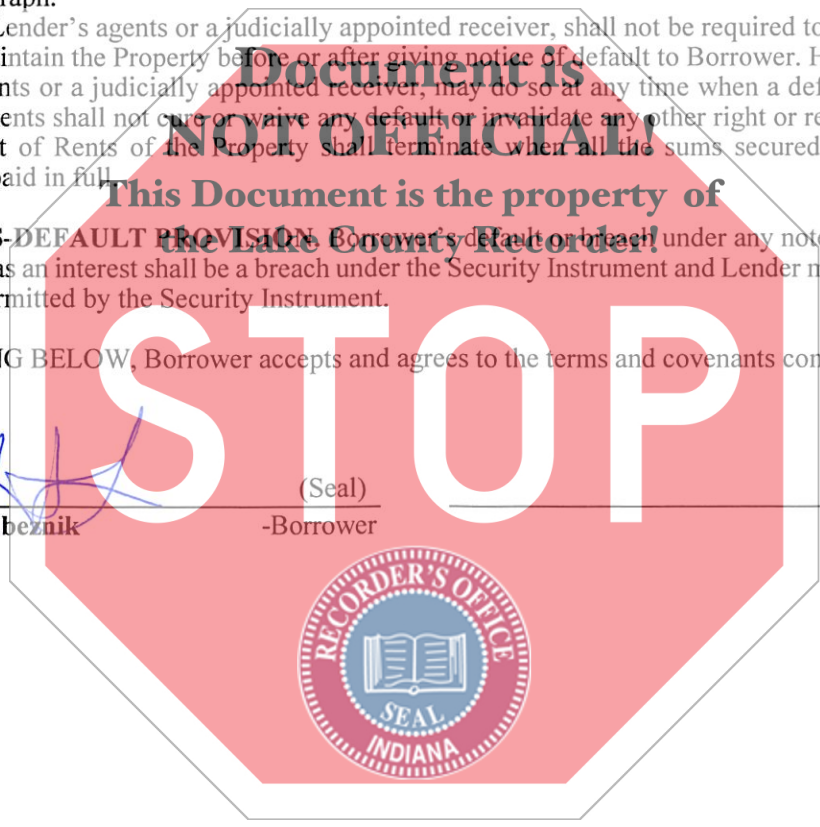 raph.
Lender's agents or a judicially appointed receiver, shall not be required to
intain the Property before or after giving notice of default to Borrower. H
nts or a judicially appointed receiver, may do so at any time when a def
ents shall not cure or waive any default or invalidate any other right or re
t of Rents of the Property shall terminate when all the sums secured
aid in full.
S-DEFAULT PROVISION. Borrower's default or breach under any note
as an interest shall be a breach under the Security Instrument and Lender m
rmitted by the Security Instrument.
NG BELOW, Borrower accepts and agrees to the terms and covenants con
(Seal)
beznik -Borrower
Document is
NOT OFFICIAL!
This Document is the property of
the Lake County Recorder!
STOP
RECORDER'S OFFICE
SEAL
INDIANA